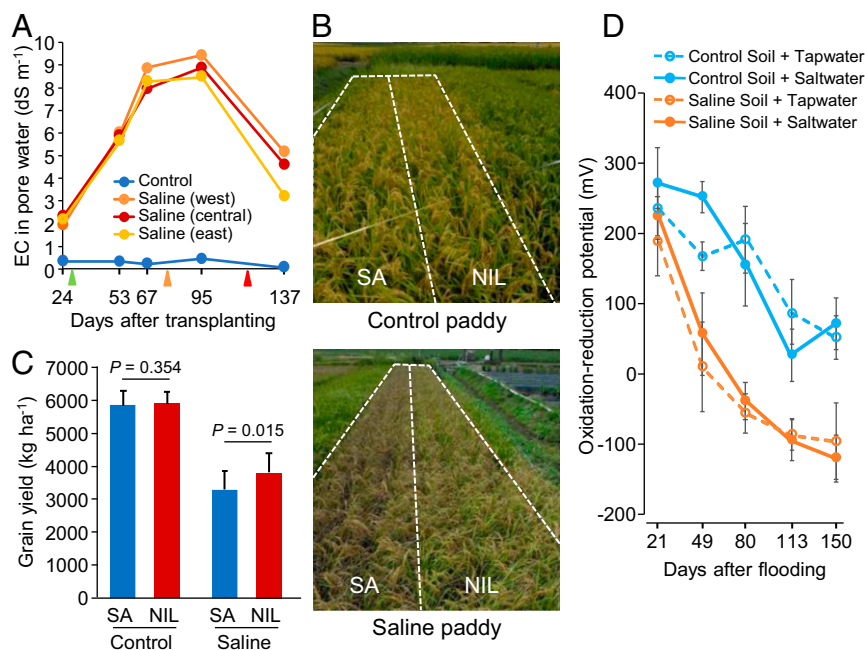 A
EC in pore water (dS m⁻¹)
10
9
8
7
6
5
4
3
2
1
0
Control
Saline (west)
Saline (central)
Saline (east)
24 53 67 95 137
Days after transplanting
B
SA NIL
Control paddy
SA NIL
Saline paddy
C
Grain yield (kg ha⁻¹)
7000
6000
5000
4000
3000
2000
1000
0
P = 0.354
P = 0.015
SA NIL SA NIL
Control Saline
D
Control Soil + Tapwater
Control Soil + Saltwater
Saline Soil + Tapwater
Saline Soil + Saltwater
Oxidation-reduction potential (mV)
400
300
200
100
0
-100
-200
21 49 80 113 150
Days after flooding